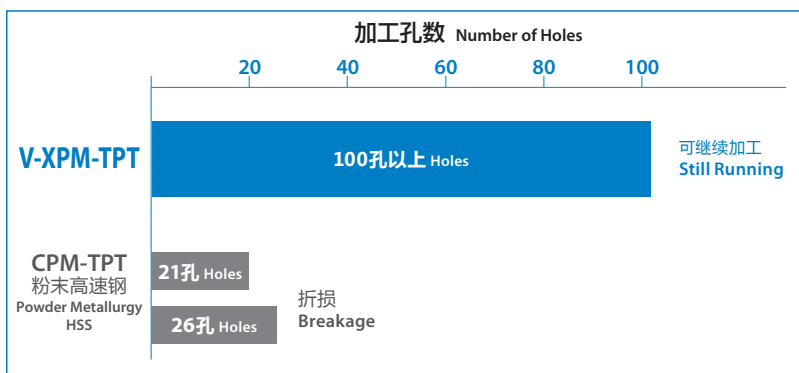 加工孔数 Number of Holes
20 40 60 80 100
V-XPM-TPT
100孔以上 Holes
可继续加工
Still Running
CPM-TPT
粉末高速钢
Powder Metallurgy
HSS
21孔 Holes
26孔 Holes
折损
Breakage